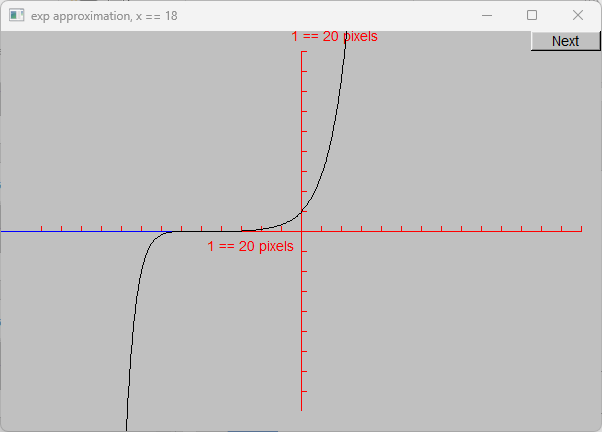 exp approximation, x == 18
1 == 20 pixels
Next
1 == 20 pixels